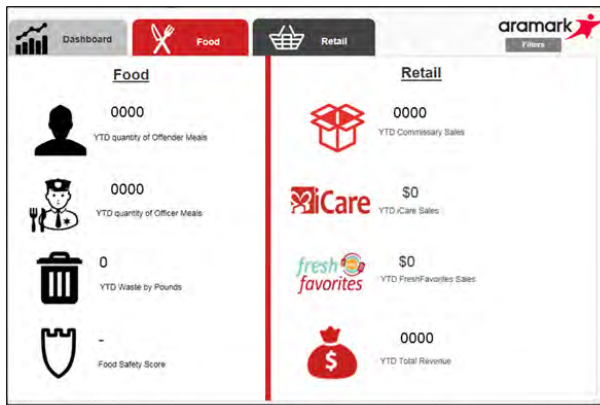 Dashboard
Food
Retail
aramark
Filters
Food
Retail
0000
YTD quantity of Offender Meals
0000
YTD Commissary Sales
0000
YTD quantity of Officer Meals
iCare
$0
YTD iCare Sales
0
YTD Waste by Pounds
fresh
favorites
$0
YTD FreshFavorites Sales
-
Food Safety Score
$
0000
YTD Total Revenue